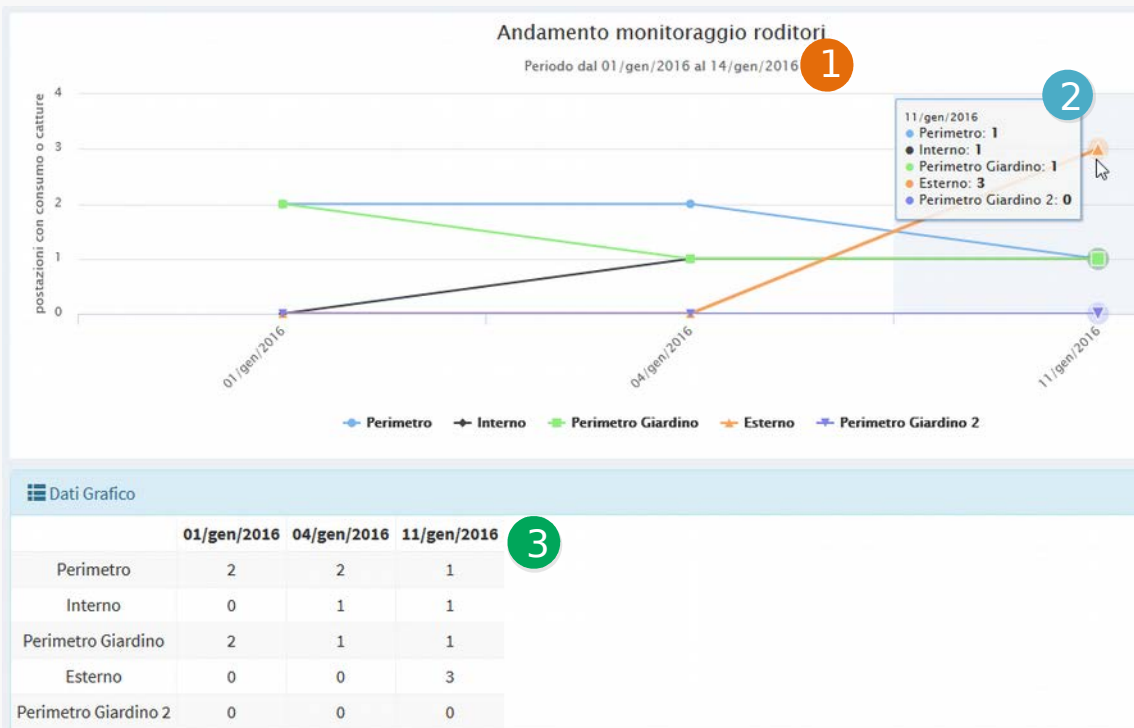 Andamento monitoraggio roditori
Periodo dal 01/gen/2016 al 14/gen/2016
1
2
postazioni con consumo o catture
4
3
2
1
0
11/gen/2016
Perimetro: 1
Interno: 1
Perimetro Giardino: 1
Esterno: 3
Perimetro Giardino 2: 0
01/gen/2016
04/gen/2016
11/gen/2016
Perimetro Interno Perimetro Giardino Esterno Perimetro Giardino 2
Dati Grafico
01/gen/2016 04/gen/2016 11/gen/2016
3
Perimetro 2 2 1
Interno 0 1 1
Perimetro Giardino 2 1 1
Esterno 0 0 3
Perimetro Giardino 2 0 0 0